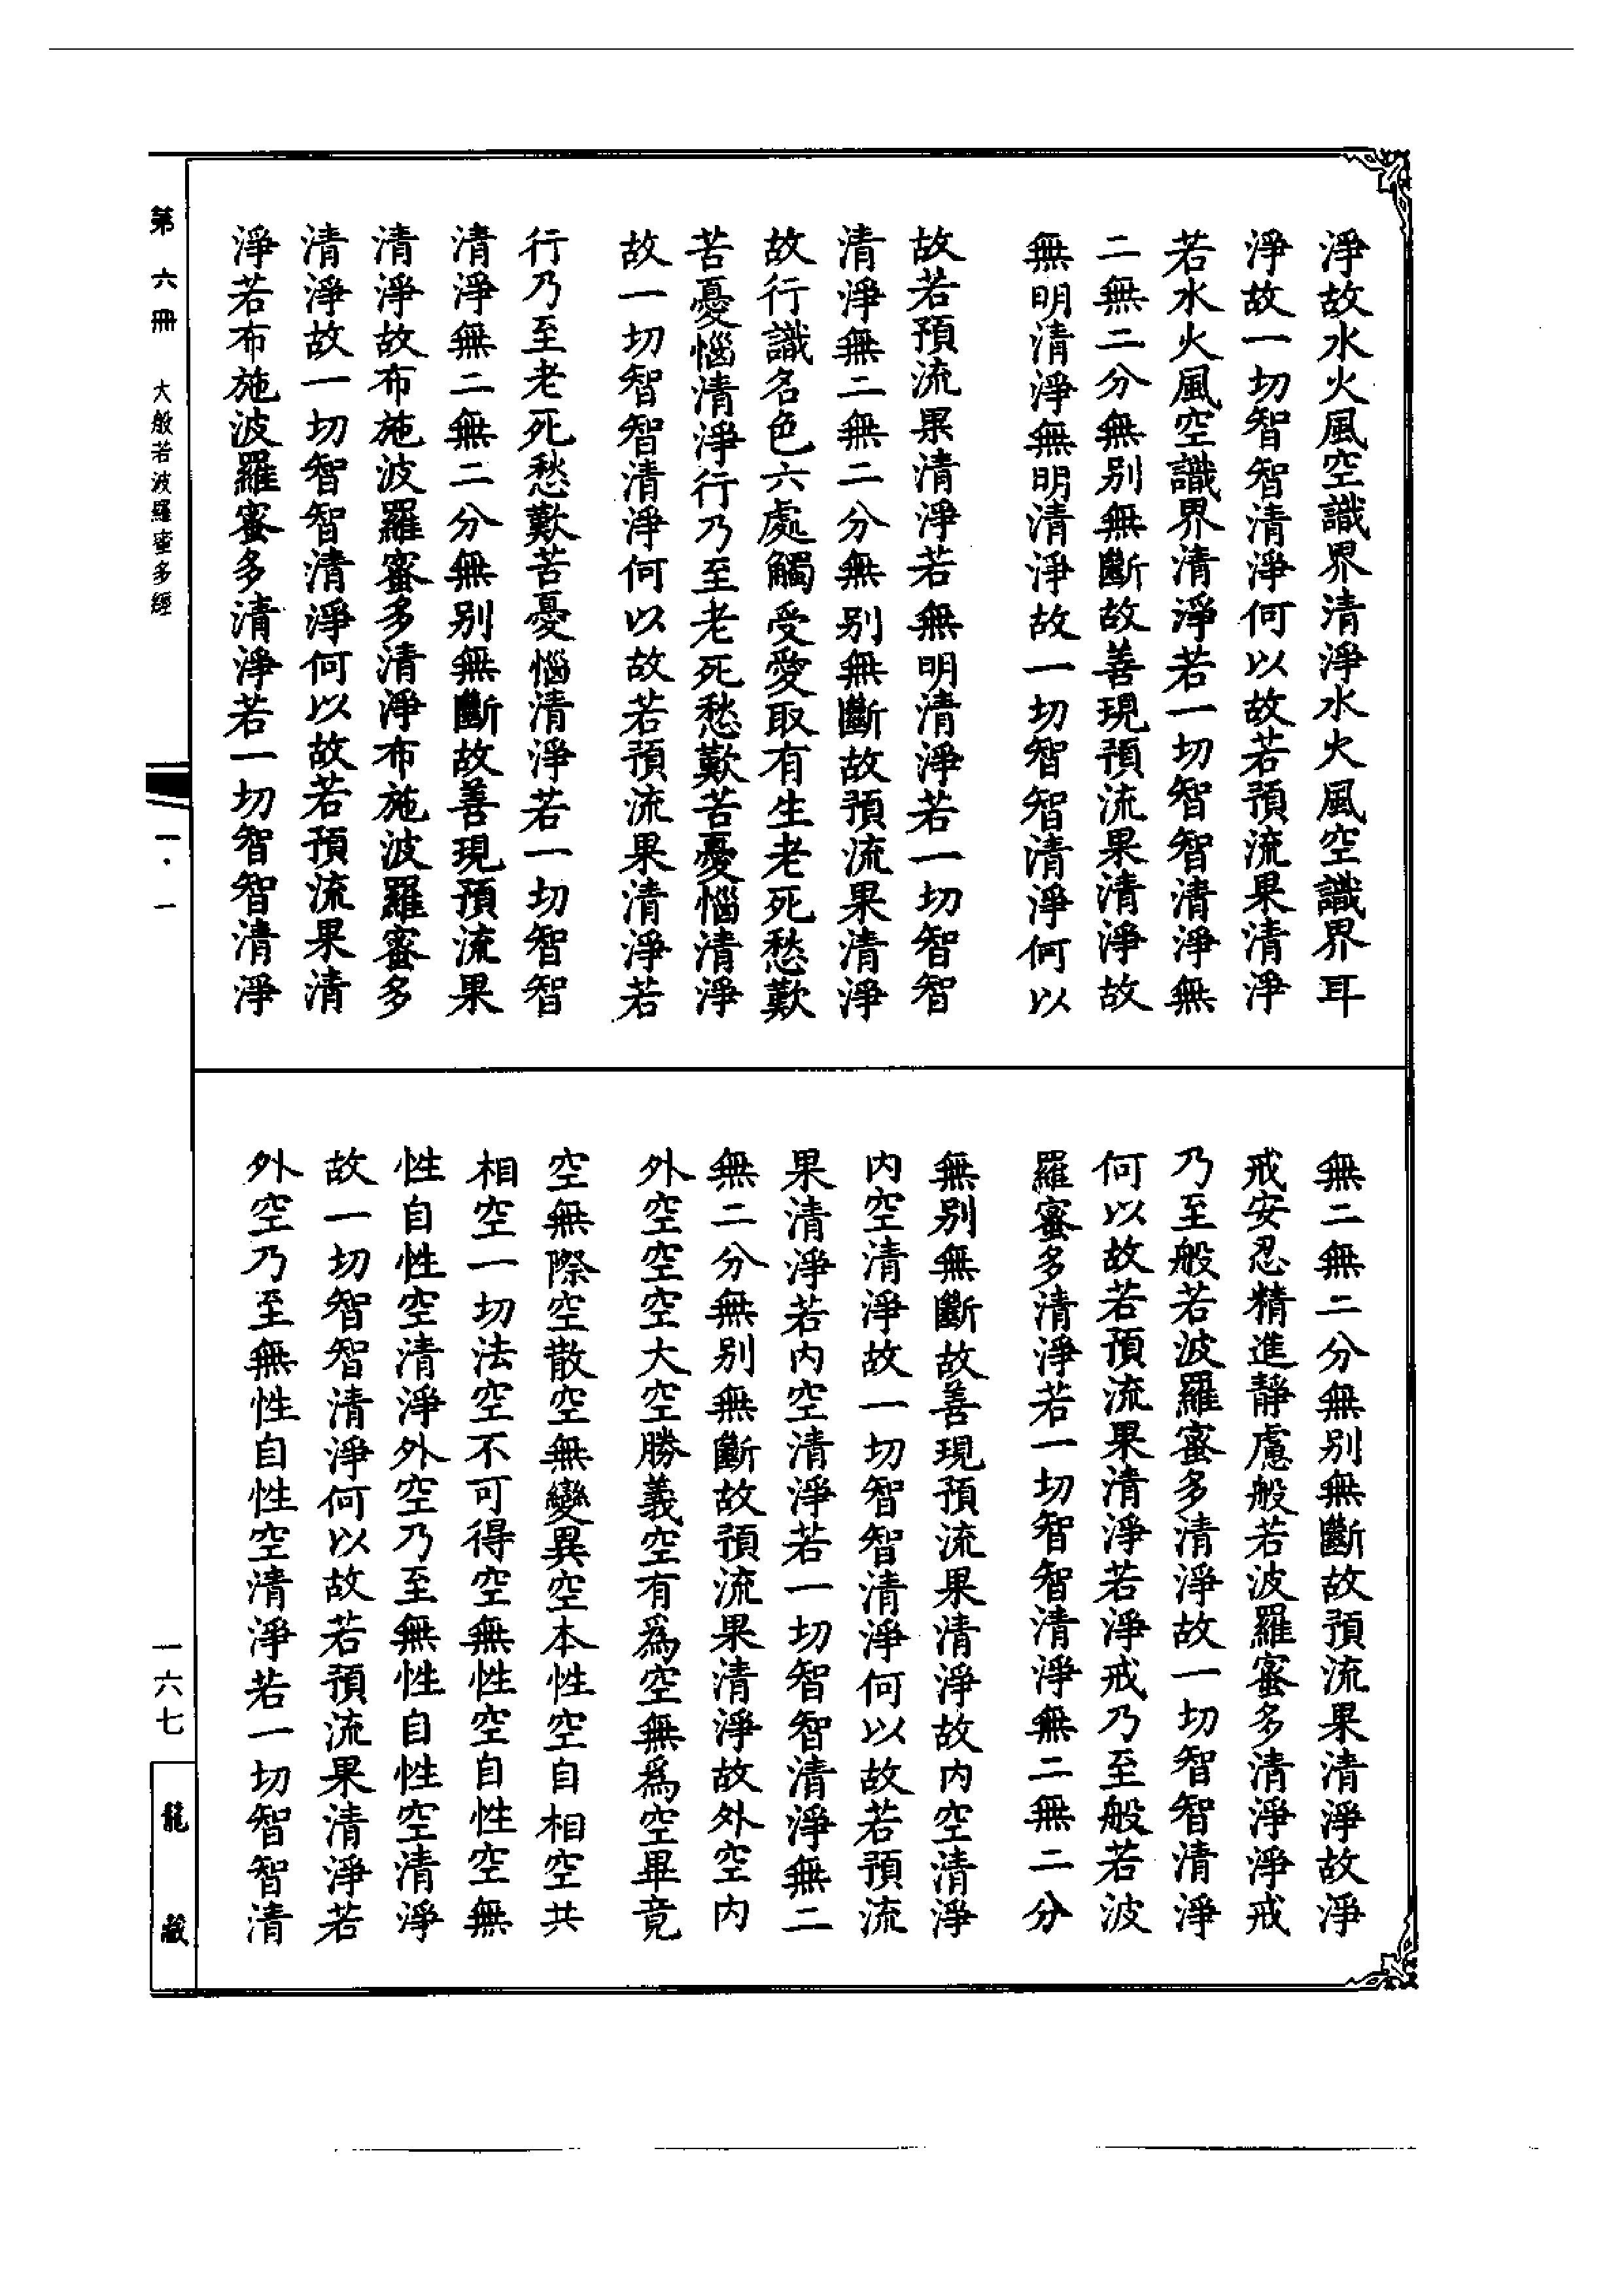 淨故水火風空識界清淨水火風空識界耳
淨故一切智智清淨何以故若預流果清淨
若水火風空識界清淨若一切智智清淨無
二無二分無別無斷故善現預流果清淨故
無明清淨無明清淨故一切智智清淨何以
故若預流果清淨若無明清淨若一切智智
清淨無二無二分無別無斷故預流果清淨
故行識名色六處觸受愛取有生老死愁歎
苦憂惱清淨行乃至老死愁歎苦憂惱清淨
故一切智智清淨何以故若預流果清淨若
行乃至老死愁歎苦憂惱清淨若一切智智
清淨無二無二分無別無斷故善現預流果
清淨故布施波羅蜜多清淨布施波羅蜜多
清淨故一切智智清淨何以故若預流果清
淨若布施波羅蜜多清淨若一切智智清淨
無二無二分無別無斷故預流果清淨故淨
戒安忍精進靜慮般若波羅蜜多清淨淨戒
乃至般若波羅蜜多清淨故一切智智清淨
何以故若預流果清淨若淨戒乃至般若波
羅蜜多清淨若一切智智清淨無二無二分
無別無斷故善現預流果清淨故內空清淨
內空清淨故一切智智清淨何以故若預流
果清淨若內空清淨若一切智智清淨無二
無二分無別無斷故預流果清淨故外空內
外空空空大空勝義空有爲空無爲空畢竟
空無際空散空無變異空本性空自相空共
相空一切法空不可得空無性空自性空無
性自性空清淨外空乃至無性自性空清淨
故一切智智清淨何以故若預流果清淨若
外空乃至無性自性空清淨若一切智智清
第六冊 大般若波羅蜜多經
一·一
一六七
龍藏